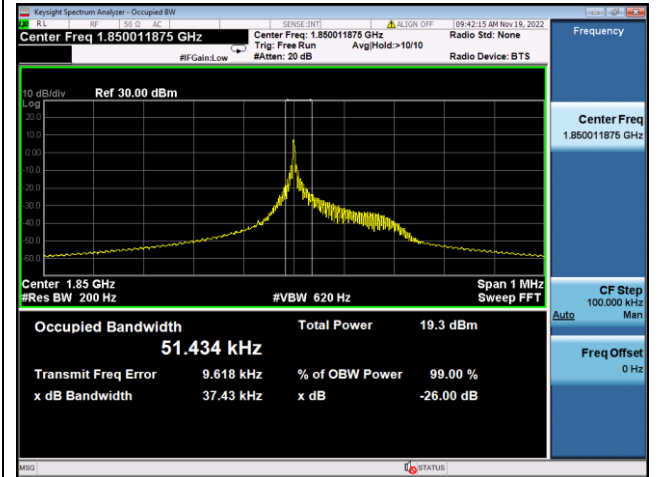 Keysight Spectrum Analyzer - Occupied BW
RL RF 50 Ω AC SENSE:INT ALIGN OFF 09:42:15 AM Nov 19, 2022
Center Freq 1.850011875 GHz
Center Freq: 1.850011875 GHz
Radio Std: None
Trig: Free Run Avg|Hold:>10/10
#IFGain:Low #Atten: 20 dB Radio Device: BTS
Frequency
10 dB/div Ref 30.00 dBm
Log
20.0
10.0
0.00
-10.0
-20.0
-30.0
-40.0
-50.0
-60.0
Center 1.85 GHz Span 1 MHz
#Res BW 200 Hz #VBW 620 Hz Sweep FFT
Center Freq
1.850011875 GHz
CF Step
100.000 kHz
Auto Man
Freq Offset
0 Hz
Occupied Bandwidth Total Power 19.3 dBm
51.434 kHz
Transmit Freq Error 9.618 kHz % of OBW Power 99.00 %
x dB Bandwidth 37.43 kHz x dB -26.00 dB
MSG STATUS